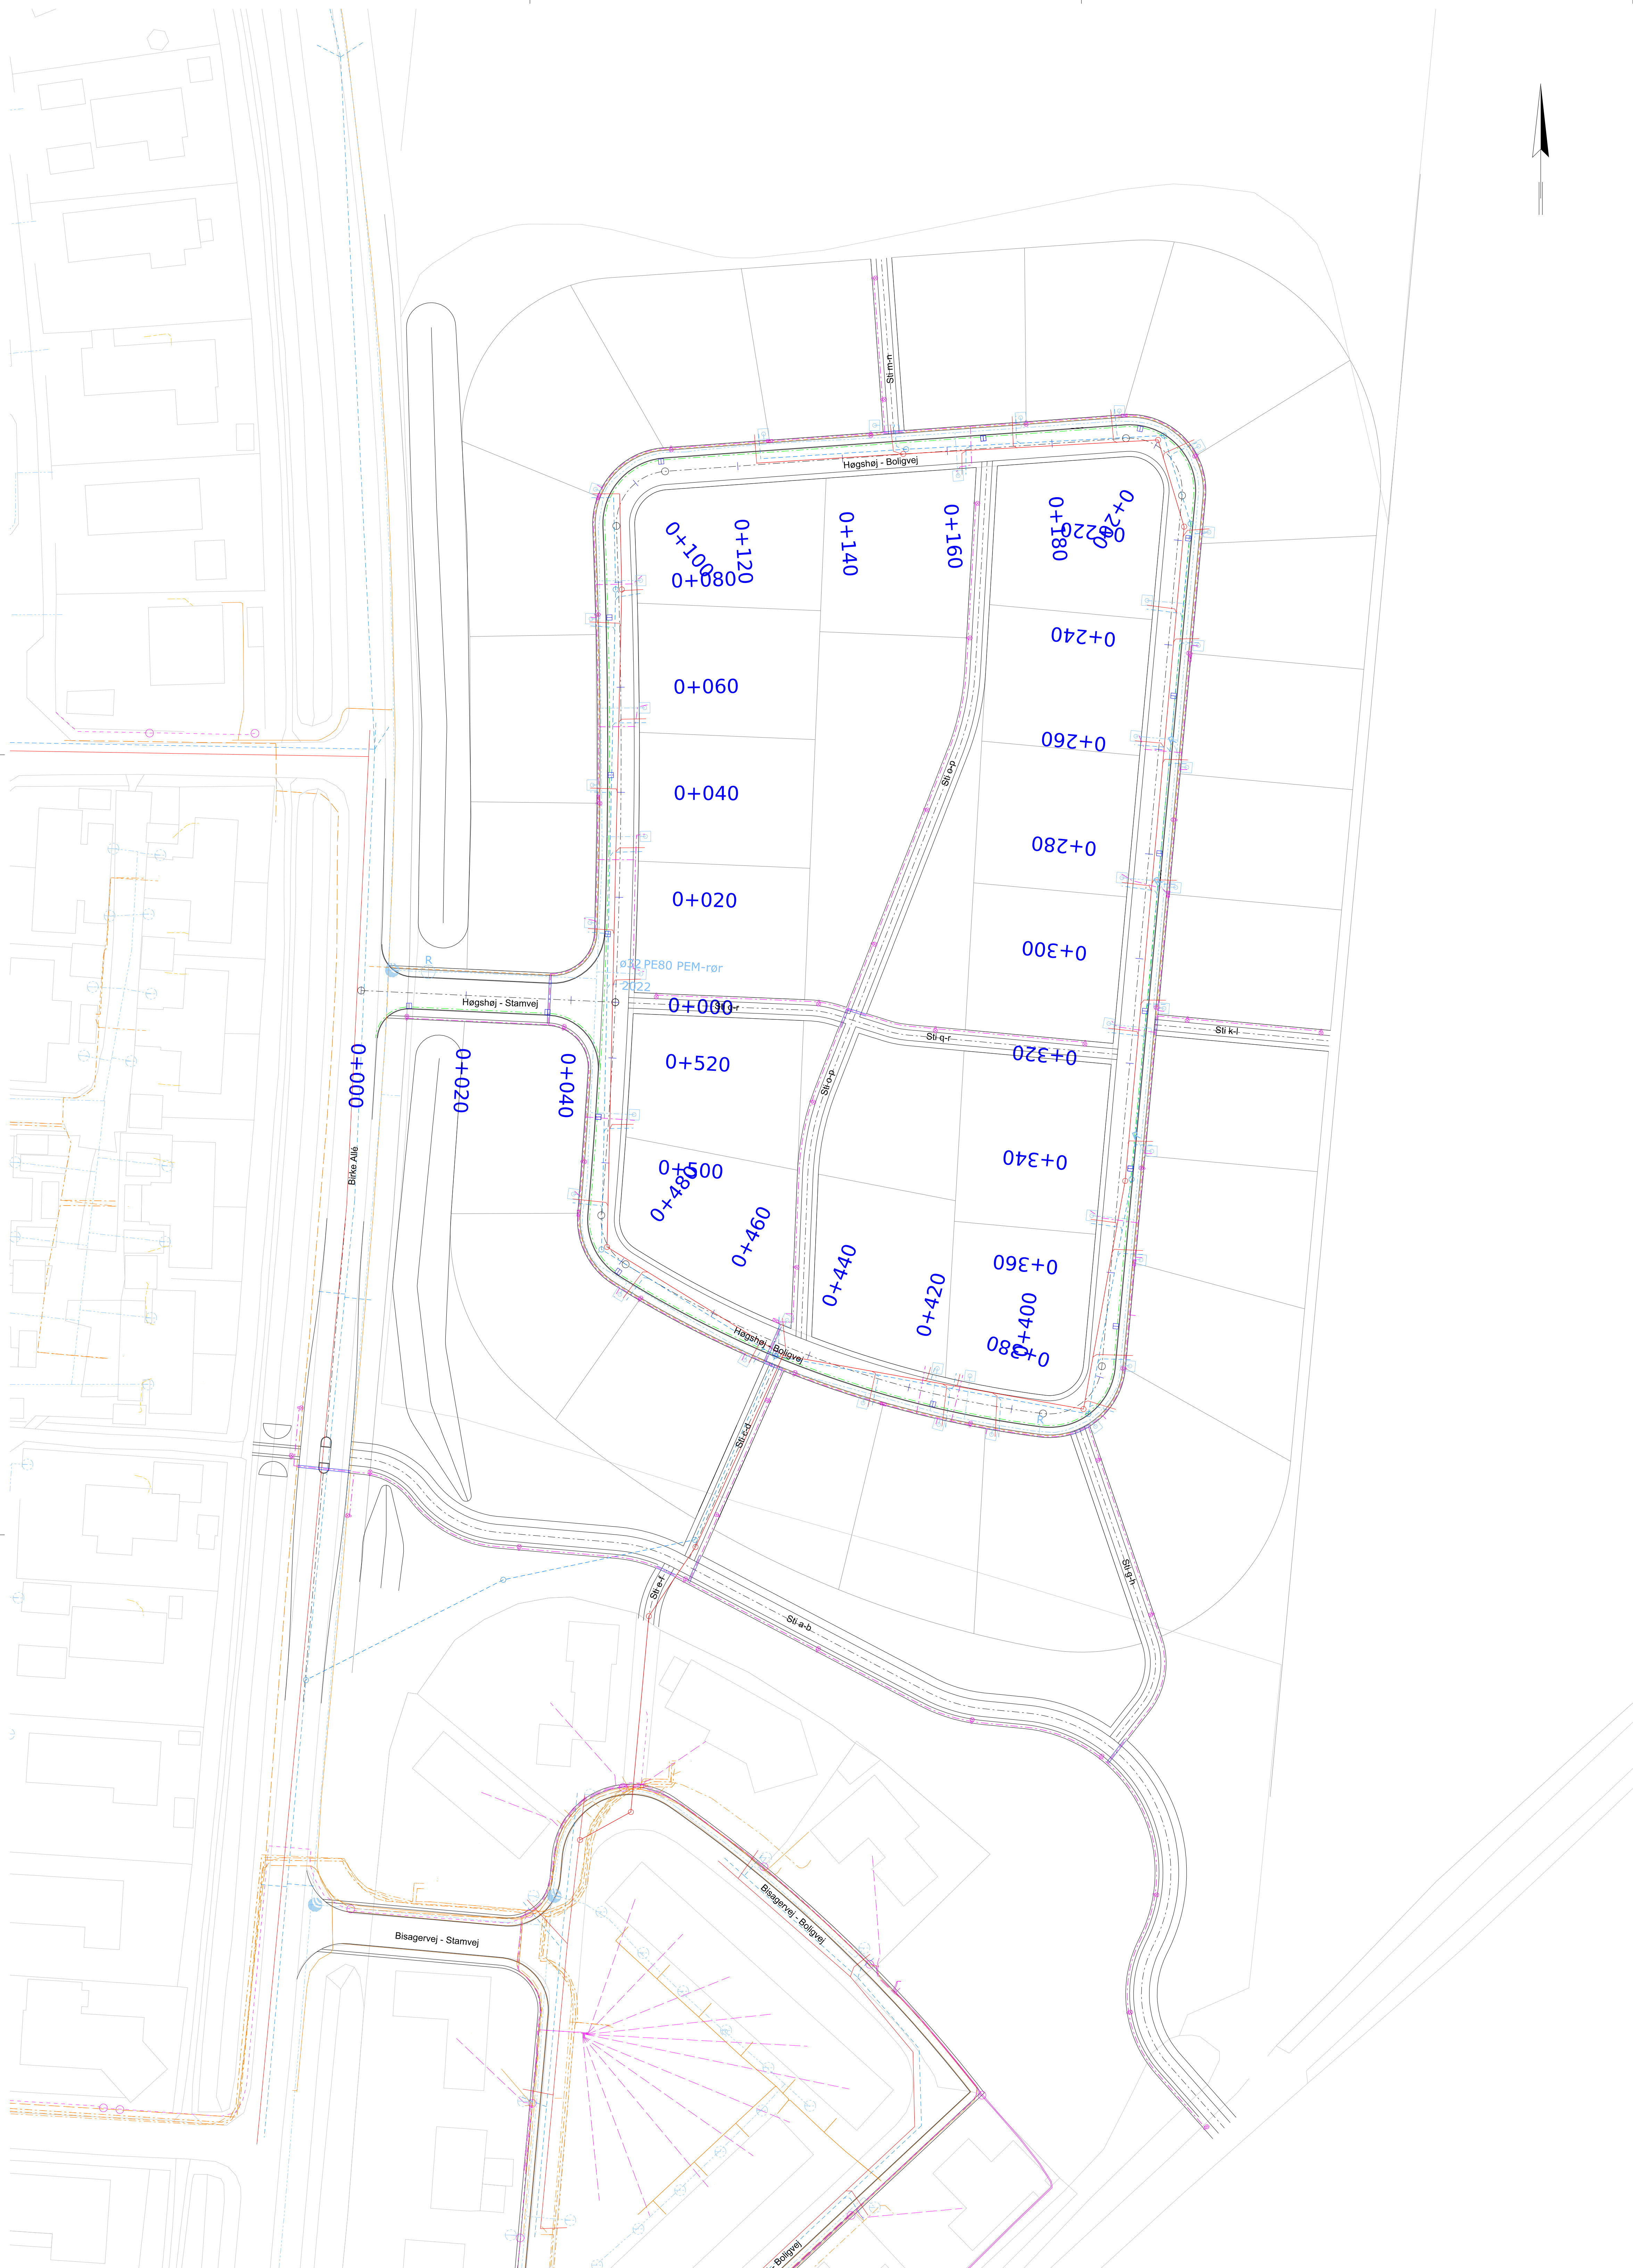 Sti m-n
Høgshøj - Boligvej
0+100
0+120
0+140
0+160
0+180
0+200
0+220
0+080
0+240
0+060
0+260
Sti o-p
0+040
0+280
0+020
0+300
R
ø32 PE80 PEM-rør
2022
Høgshøj - Stamvej
0+000
Sti q-r
Sti q-r
Sti k-l
0+320
0+000
0+020
0+040
0+520
Sti o-p
Birke Allé
0+500
0+340
0+480
0+460
0+440
0+420
0+360
0+400
0+380
Høgshøj - Boligvej
R
Sti c-d
Sti e-f
Sti g-h
Sti a-b
Bisagervej - Boligvej
Bisagervej - Stamvej
- Boligvej